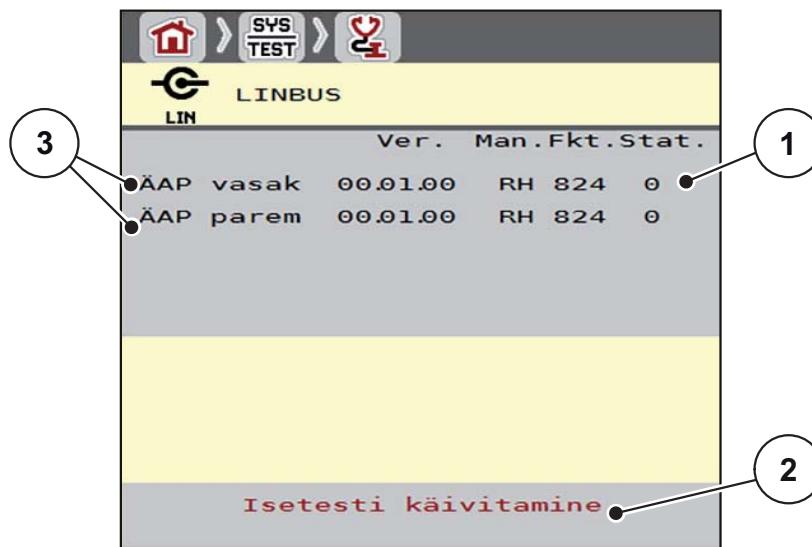 SYS
TEST
LINBUS
LIN
Ver. Man.Fkt.Stat.
3
1
ÄAP vasak 00.01.00 RH 824 0
ÄAP parem 00.01.00 RH 824 0
2
Isetesti käivitamine